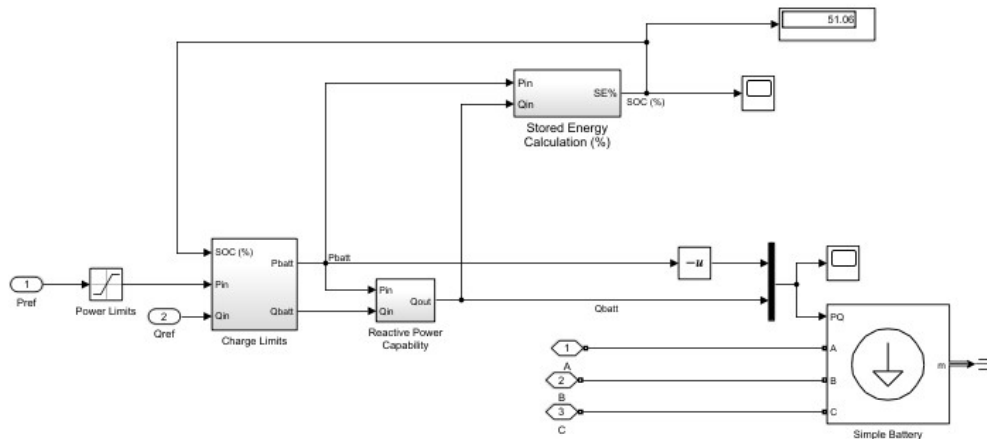 51.06
Pin
SE%
Qin
SOC (%)
Stored Energy
Calculation (%)
SOC (%)
Pbatt
Pbatt
-u
1
Pref
Power Limits
Pin
Pin
Qout
Qin
Qbatt
2
Qref
Qin
Qbatt
Charge Limits
Reactive Power
Capability
PQ
1
A
A
m
2
B
B
3
C
C
Simple Battery